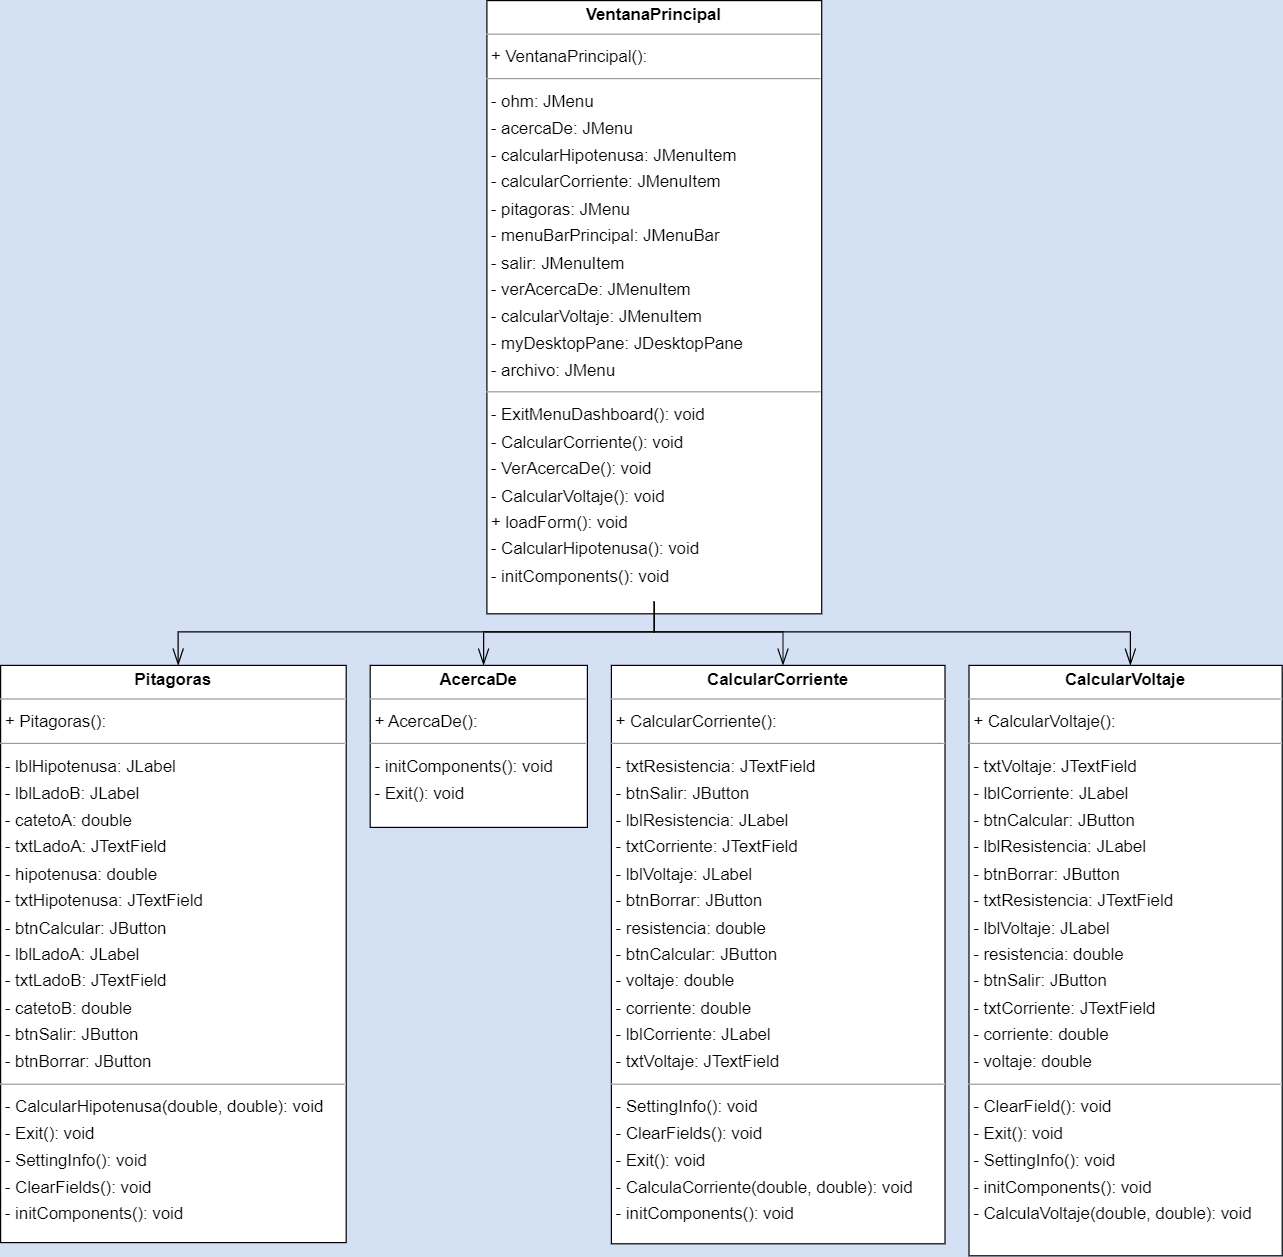 VentanaPrincipal
+ VentanaPrincipal():
- ohm: JMenu
- acercaDe: JMenu
- calcularHipotenusa: JMenuItem
- calcularCorriente: JMenuItem
- pitagoras: JMenu
- menuBarPrincipal: JMenuBar
- salir: JMenuItem
- verAcercaDe: JMenuItem
- calcularVoltaje: JMenuItem
- myDesktopPane: JDesktopPane
- archivo: JMenu
- ExitMenuDashboard(): void
- CalcularCorriente(): void
- VerAcercaDe(): void
- CalcularVoltaje(): void
+ loadForm(): void
- CalcularHipotenusa(): void
- initComponents(): void
Pitagoras
+ Pitagoras():
- lblHipotenusa: JLabel
- lblLadoB: JLabel
- catetoA: double
- txtLadoA: JTextField
- hipotenusa: double
- txtHipotenusa: JTextField
- btnCalcular: JButton
- lblLadoA: JLabel
- txtLadoB: JTextField
- catetoB: double
- btnSalir: JButton
- btnBorrar: JButton
- CalcularHipotenusa(double, double): void
- Exit(): void
- SettingInfo(): void
- ClearFields(): void
- initComponents(): void
AcercaDe
+ AcercaDe():
- initComponents(): void
- Exit(): void
CalcularCorriente
+ CalcularCorriente():
- txtResistencia: JTextField
- btnSalir: JButton
- lblResistencia: JLabel
- txtCorriente: JTextField
- lblVoltaje: JLabel
- btnBorrar: JButton
- resistencia: double
- btnCalcular: JButton
- voltaje: double
- corriente: double
- lblCorriente: JLabel
- txtVoltaje: JTextField
- SettingInfo(): void
- ClearFields(): void
- Exit(): void
- CalculaCorriente(double, double): void
- initComponents(): void
CalcularVoltaje
+ CalcularVoltaje():
- txtVoltaje: JTextField
- lblCorriente: JLabel
- btnCalcular: JButton
- lblResistencia: JLabel
- btnBorrar: JButton
- txtResistencia: JTextField
- lblVoltaje: JLabel
- resistencia: double
- btnSalir: JButton
- txtCorriente: JTextField
- corriente: double
- voltaje: double
- ClearField(): void
- Exit(): void
- SettingInfo(): void
- initComponents(): void
- CalculaVoltaje(double, double): void